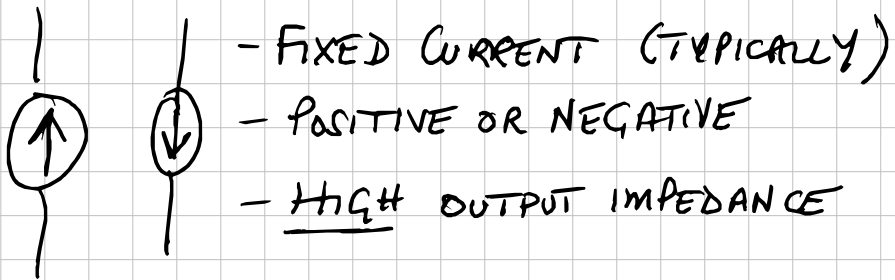 - FIXED CURRENT (TYPICALLY)
- POSITIVE OR NEGATIVE
- HIGH OUTPUT IMPEDANCE